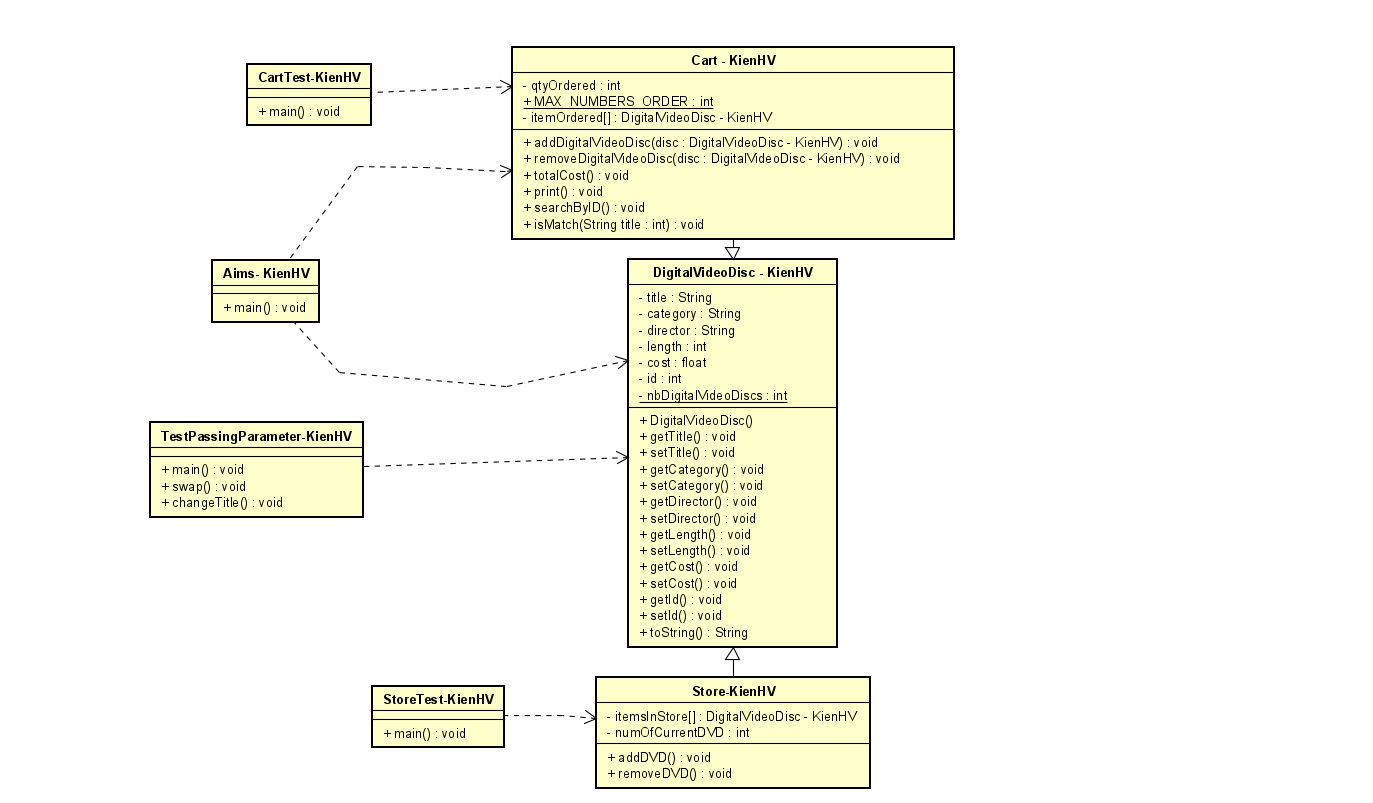 Cart - KienHV
- qtyOrdered : int
+ MAX_NUMBERS_ORDER : int
- itemOrdered[] : DigitalVideoDisc - KienHV
+ addDigitalVideoDisc(disc : DigitalVideoDisc - KienHV) : void
+ removeDigitalVideoDisc(disc : DigitalVideoDisc - KienHV) : void
+ totalCost() : void
+ print() : void
+ searchByID() : void
+ isMatch(String title : int) : void
CartTest-KienHV
+ main() : void
Aims- KienHV
+ main() : void
DigitalVideoDisc - KienHV
- title : String
- category : String
- director : String
- length : int
- cost : float
- id : int
- nbDigitalVideoDiscs : int
+ DigitalVideoDisc()
+ getTitle() : void
+ setTitle() : void
+ getCategory() : void
+ setCategory() : void
+ getDirector() : void
+ setDirector() : void
+ getLength() : void
+ setLength() : void
+ getCost() : void
+ setCost() : void
+ getId() : void
+ setId() : void
+ toString() : String
TestPassingParameter-KienHV
+ main() : void
+ swap() : void
+ changeTitle() : void
StoreTest-KienHV
+ main() : void
Store-KienHV
- itemsInStore[] : DigitalVideoDisc - KienHV
- numOfCurrentDVD : int
+ addDVD() : void
+ removeDVD() : void